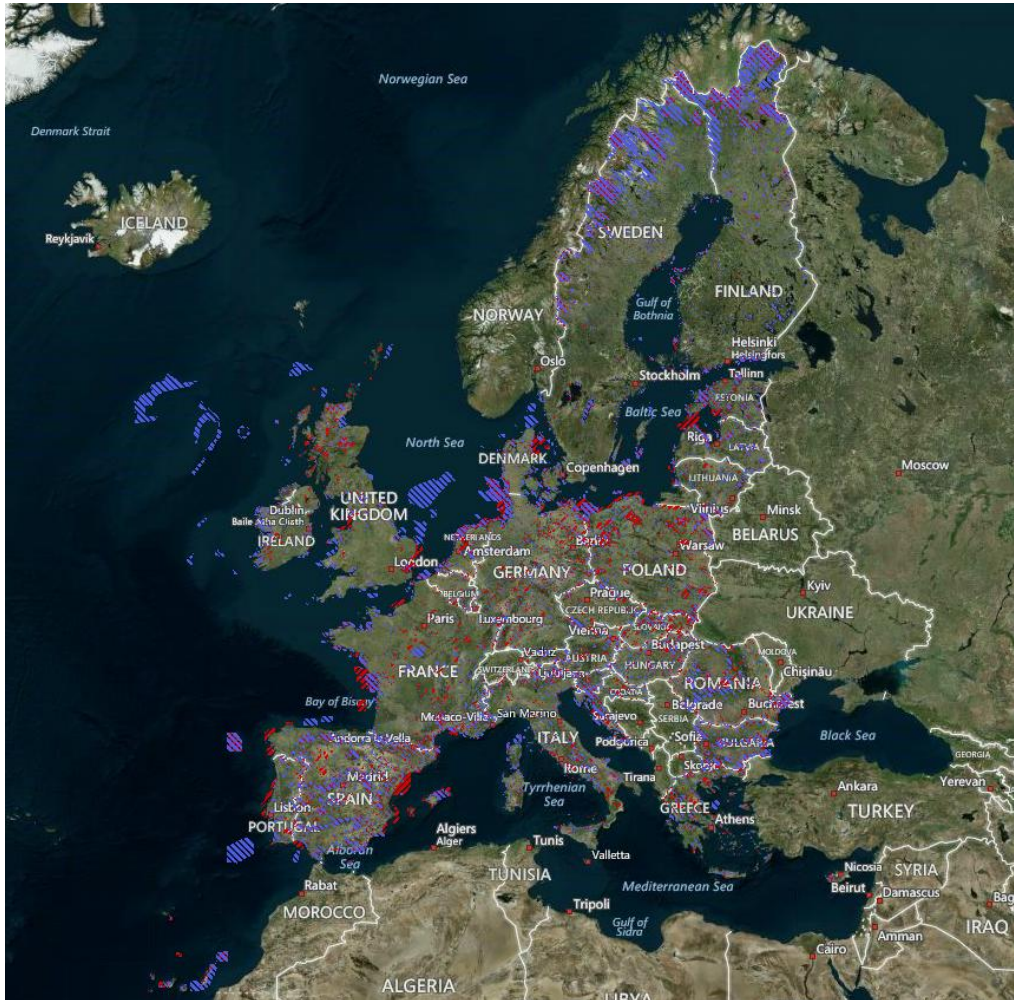 Norwegian Sea
Denmark Strait
ICELAND
Reykjavik
SWEDEN
FINLAND
NORWAY
Gulf of
Bothnia
Helsinki
Helsingfors
Oslo
Stockholm
Tallinn
ESTONIA
Baltic Sea
Riga
LATVIA
North Sea
DENMARK
Copenhagen
Moscow
LITHUANIA
Vilnius
Minsk
BELARUS
UNITED
KINGDOM
Dublin
Baile Átha Cliath
IRELAND
NETHERLANDS
Amsterdam
London
Berlin
Warsaw
GERMANY
POLAND
BELGIUM
Prague
CZECH REPUBLIC
Kyiv
UKRAINE
Paris
Luxembourg
SLOVAKIA
Vienna
Budapest
Vaduz
AUSTRIA
HUNGARY
MOLDOVA
Chișinău
FRANCE
SWITZERLAND
Ljubljana
ROMANIA
CROATIA
Belgrade
Bucharest
Bay of Biscay
Monaco-Ville
San Marino
SERBIA
Sarajevo
ITALY
Podgorica
Sofia
BULGARIA
Black Sea
Andorra la Vella
GEORGIA
Rome
Skopje
Tirana
Madrid
SPAIN
Lisbon
PORTUGAL
Tyrrhenian
Sea
GREECE
Athens
Ankara
TURKEY
Yerevan
Alboran
Sea
Algiers
Alger
Tunis
TUNISIA
Valletta
Mediterranean Sea
Nicosia
SYRIA
Beirut
Damascus
Rabat
MOROCCO
Tripoli
Gulf of
Sidra
Amman
Bag
IRAQ
Cairo
ALGERIA
LIBYA